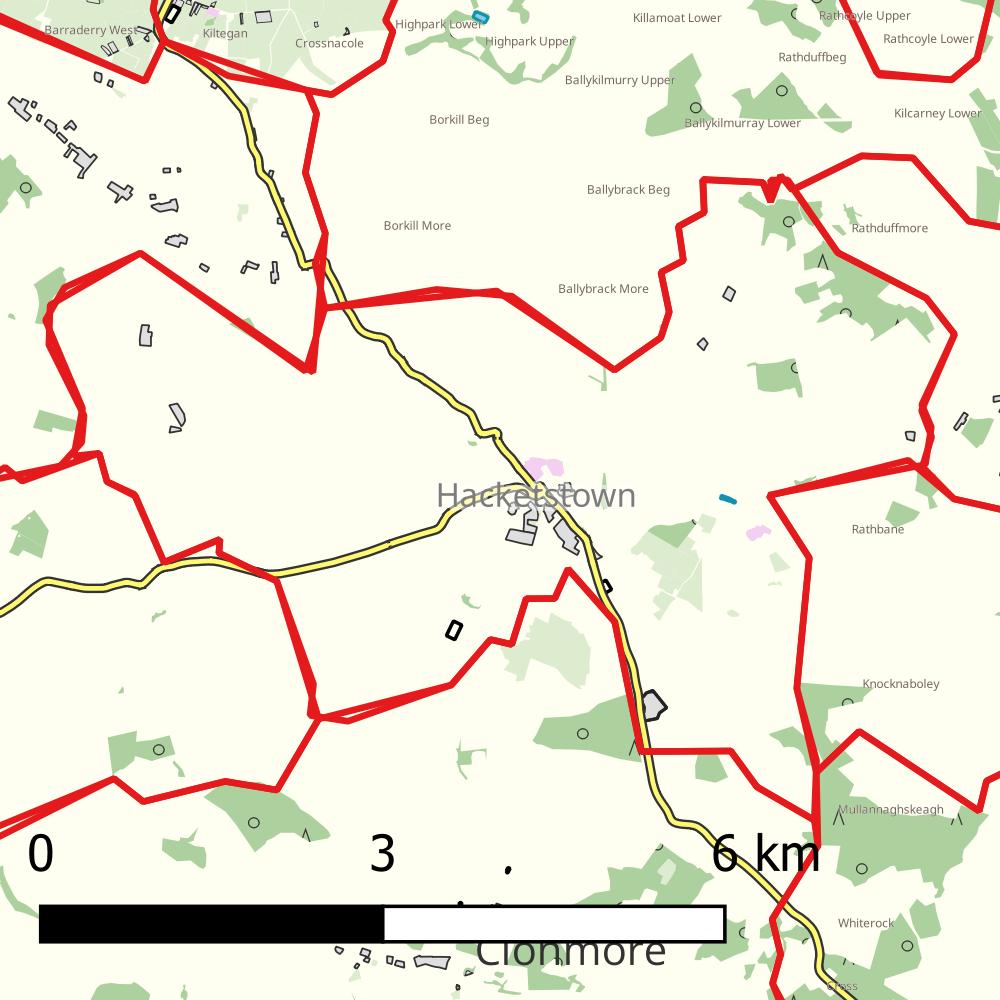 Rathcoyle Upper
Killamoat Lower
Highpark Lower
Barraderry West
Kiltegan
Crossnacole
Highpark Upper
Rathcoyle Lower
Rathduffbeg
Ballykilmurry Upper
Kilcarney Lower
Borkill Beg
Ballykilmurray Lower
Ballybrack Beg
Borkill More
Rathduffmore
Ballybrack More
Hacketstown
Rathbane
Knocknaboley
Mullannaghskeagh
0 3 6 km
Whiterock
Clonmore
Cross